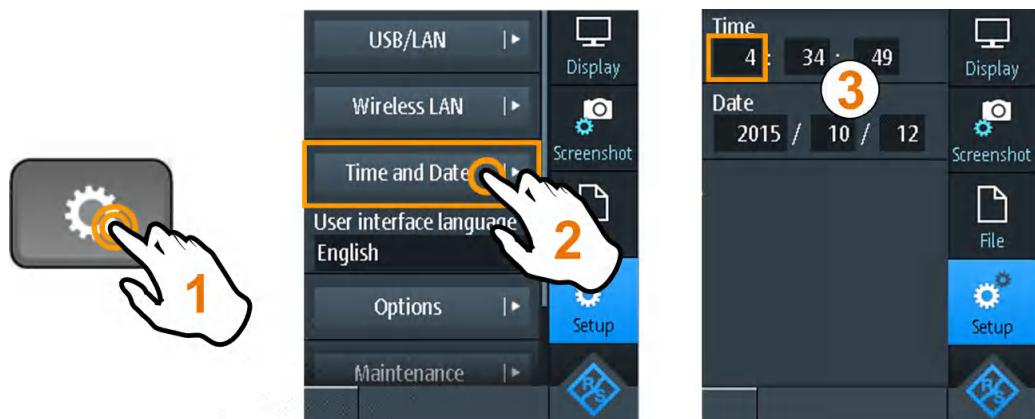 1
USB/LAN
Wireless LAN
Time and Date
User interface language
English
Options
Maintenance
Display
Screenshot
Setup
R&S
2
Time
4 : 34 : 49
Date
2015 / 10 / 12
3
Display
Screenshot
File
Setup
R&S